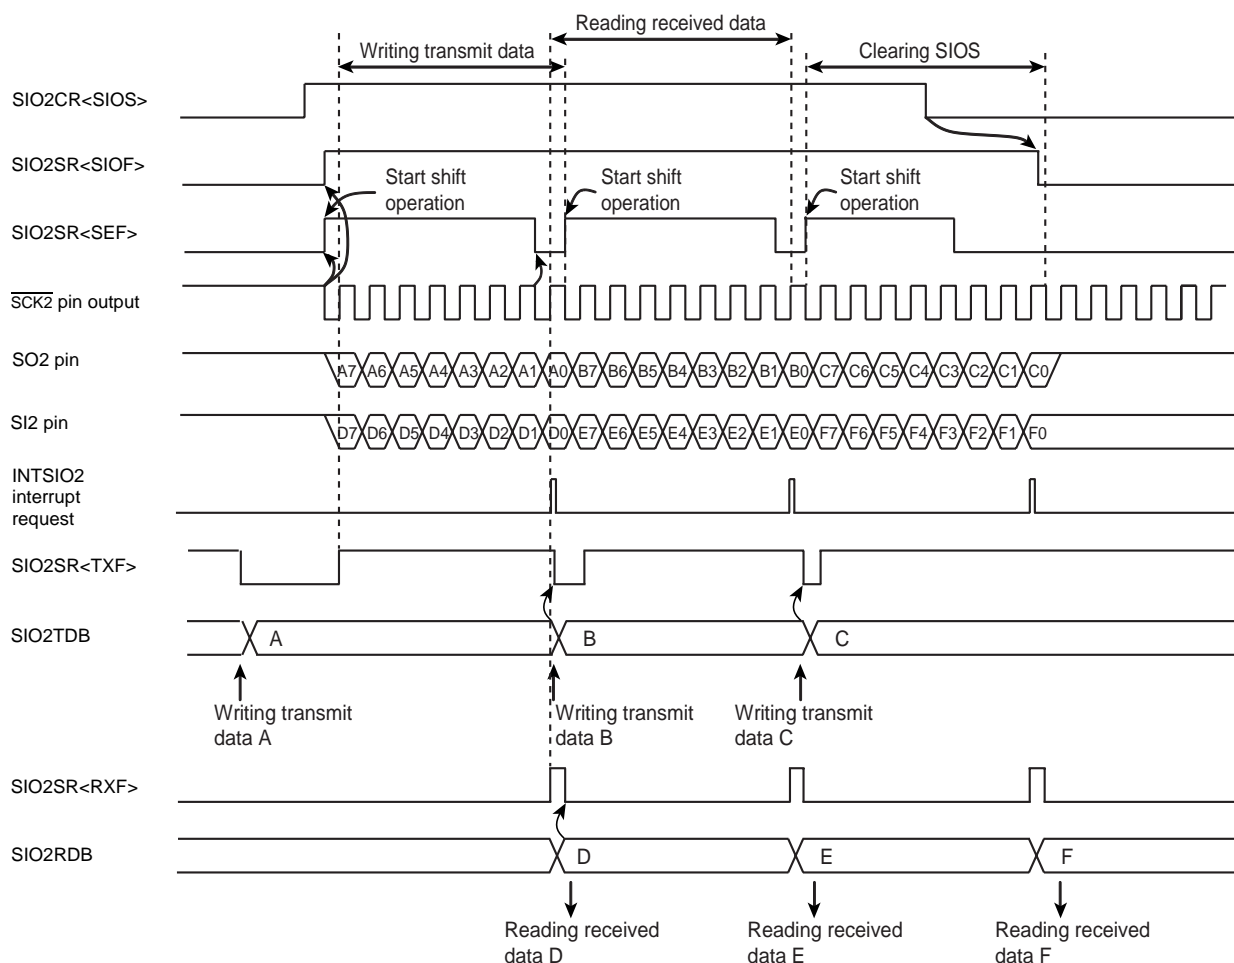 Reading received data
Writing transmit data
Clearing SIOS
SIO2CR<SIOS>
SIO2SR<SIOF>
Start shift
operation
Start shift
operation
Start shift
operation
SIO2SR<SEF>
SCK2 pin output
SO2 pin
A7 A6 A5 A4 A3 A2 A1 A0 B7 B6 B5 B4 B3 B2 B1 B0 C7 C6 C5 C4 C3 C2 C1 C0
SI2 pin
D7 D6 D5 D4 D3 D2 D1 D0 E7 E6 E5 E4 E3 E2 E1 E0 F7 F6 F5 F4 F3 F2 F1 F0
INTSIO2
interrupt
request
SIO2SR<TXF>
SIO2TDB
A
B
C
Writing transmit
data A
Writing transmit
data B
Writing transmit
data C
SIO2SR<RXF>
SIO2RDB
D
E
F
Reading received
data D
Reading received
data E
Reading received
data F